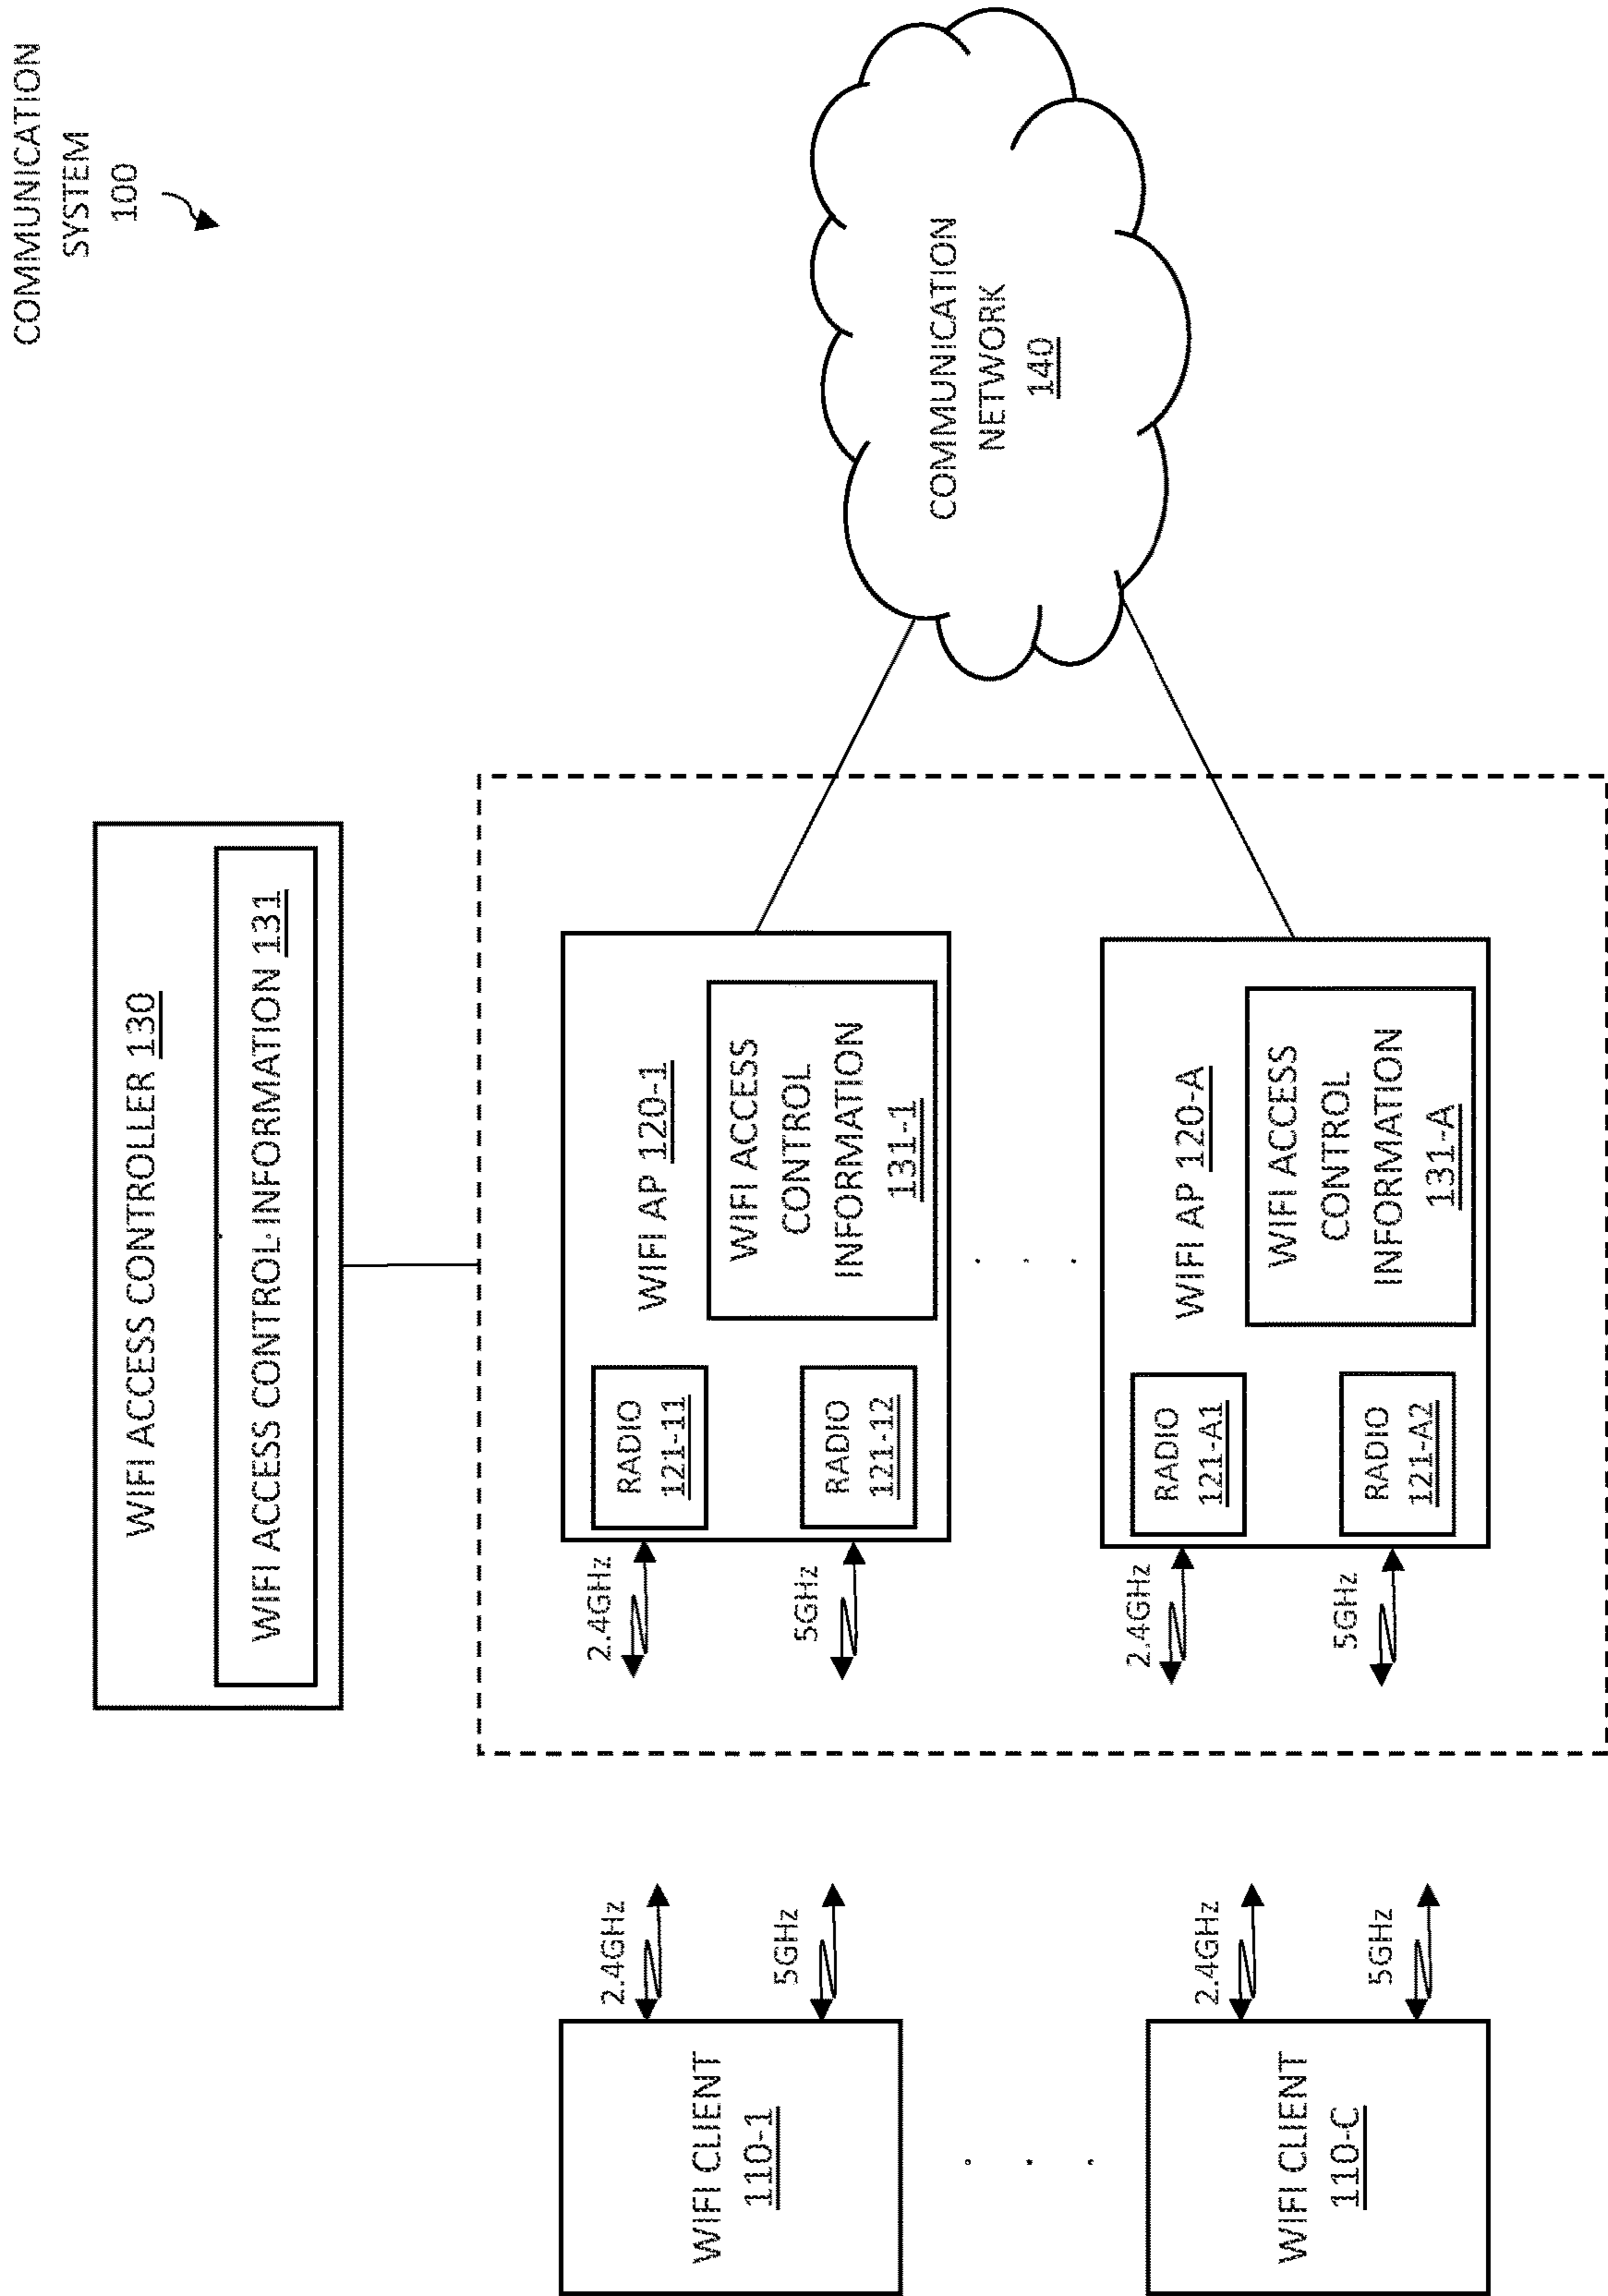 COMMUNICATION
SYSTEM
100
WIFI ACCESS CONTROLLER 130
WIFI ACCESS CONTROL INFORMATION 131
WIFI CLIENT
110-1
2.4GHz
5GHz
2.4GHz
5GHz
RADIO
121-11
RADIO
121-12
WIFI AP 120-1
WIFI ACCESS
CONTROL
INFORMATION
131-1
COMMUNICATION
NETWORK
140
. . .
. . .
WIFI CLIENT
110-C
2.4GHz
5GHz
2.4GHz
5GHz
RADIO
121-A1
RADIO
121-A2
WIFI AP 120-A
WIFI ACCESS
CONTROL
INFORMATION
131-A